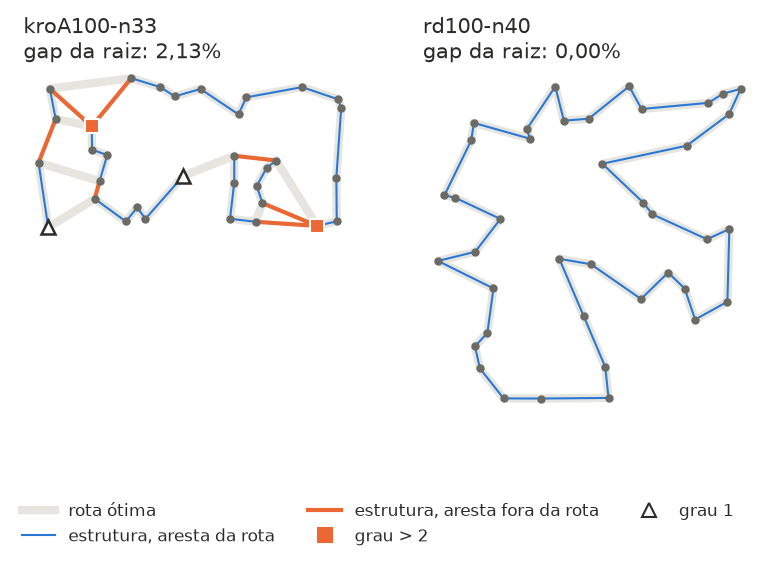 kroA100-n33
gap da raiz: 2,13%
rd100-n40
gap da raiz: 0,00%
rota ótima
estrutura, aresta da rota
estrutura, aresta fora da rota
grau > 2
grau 1